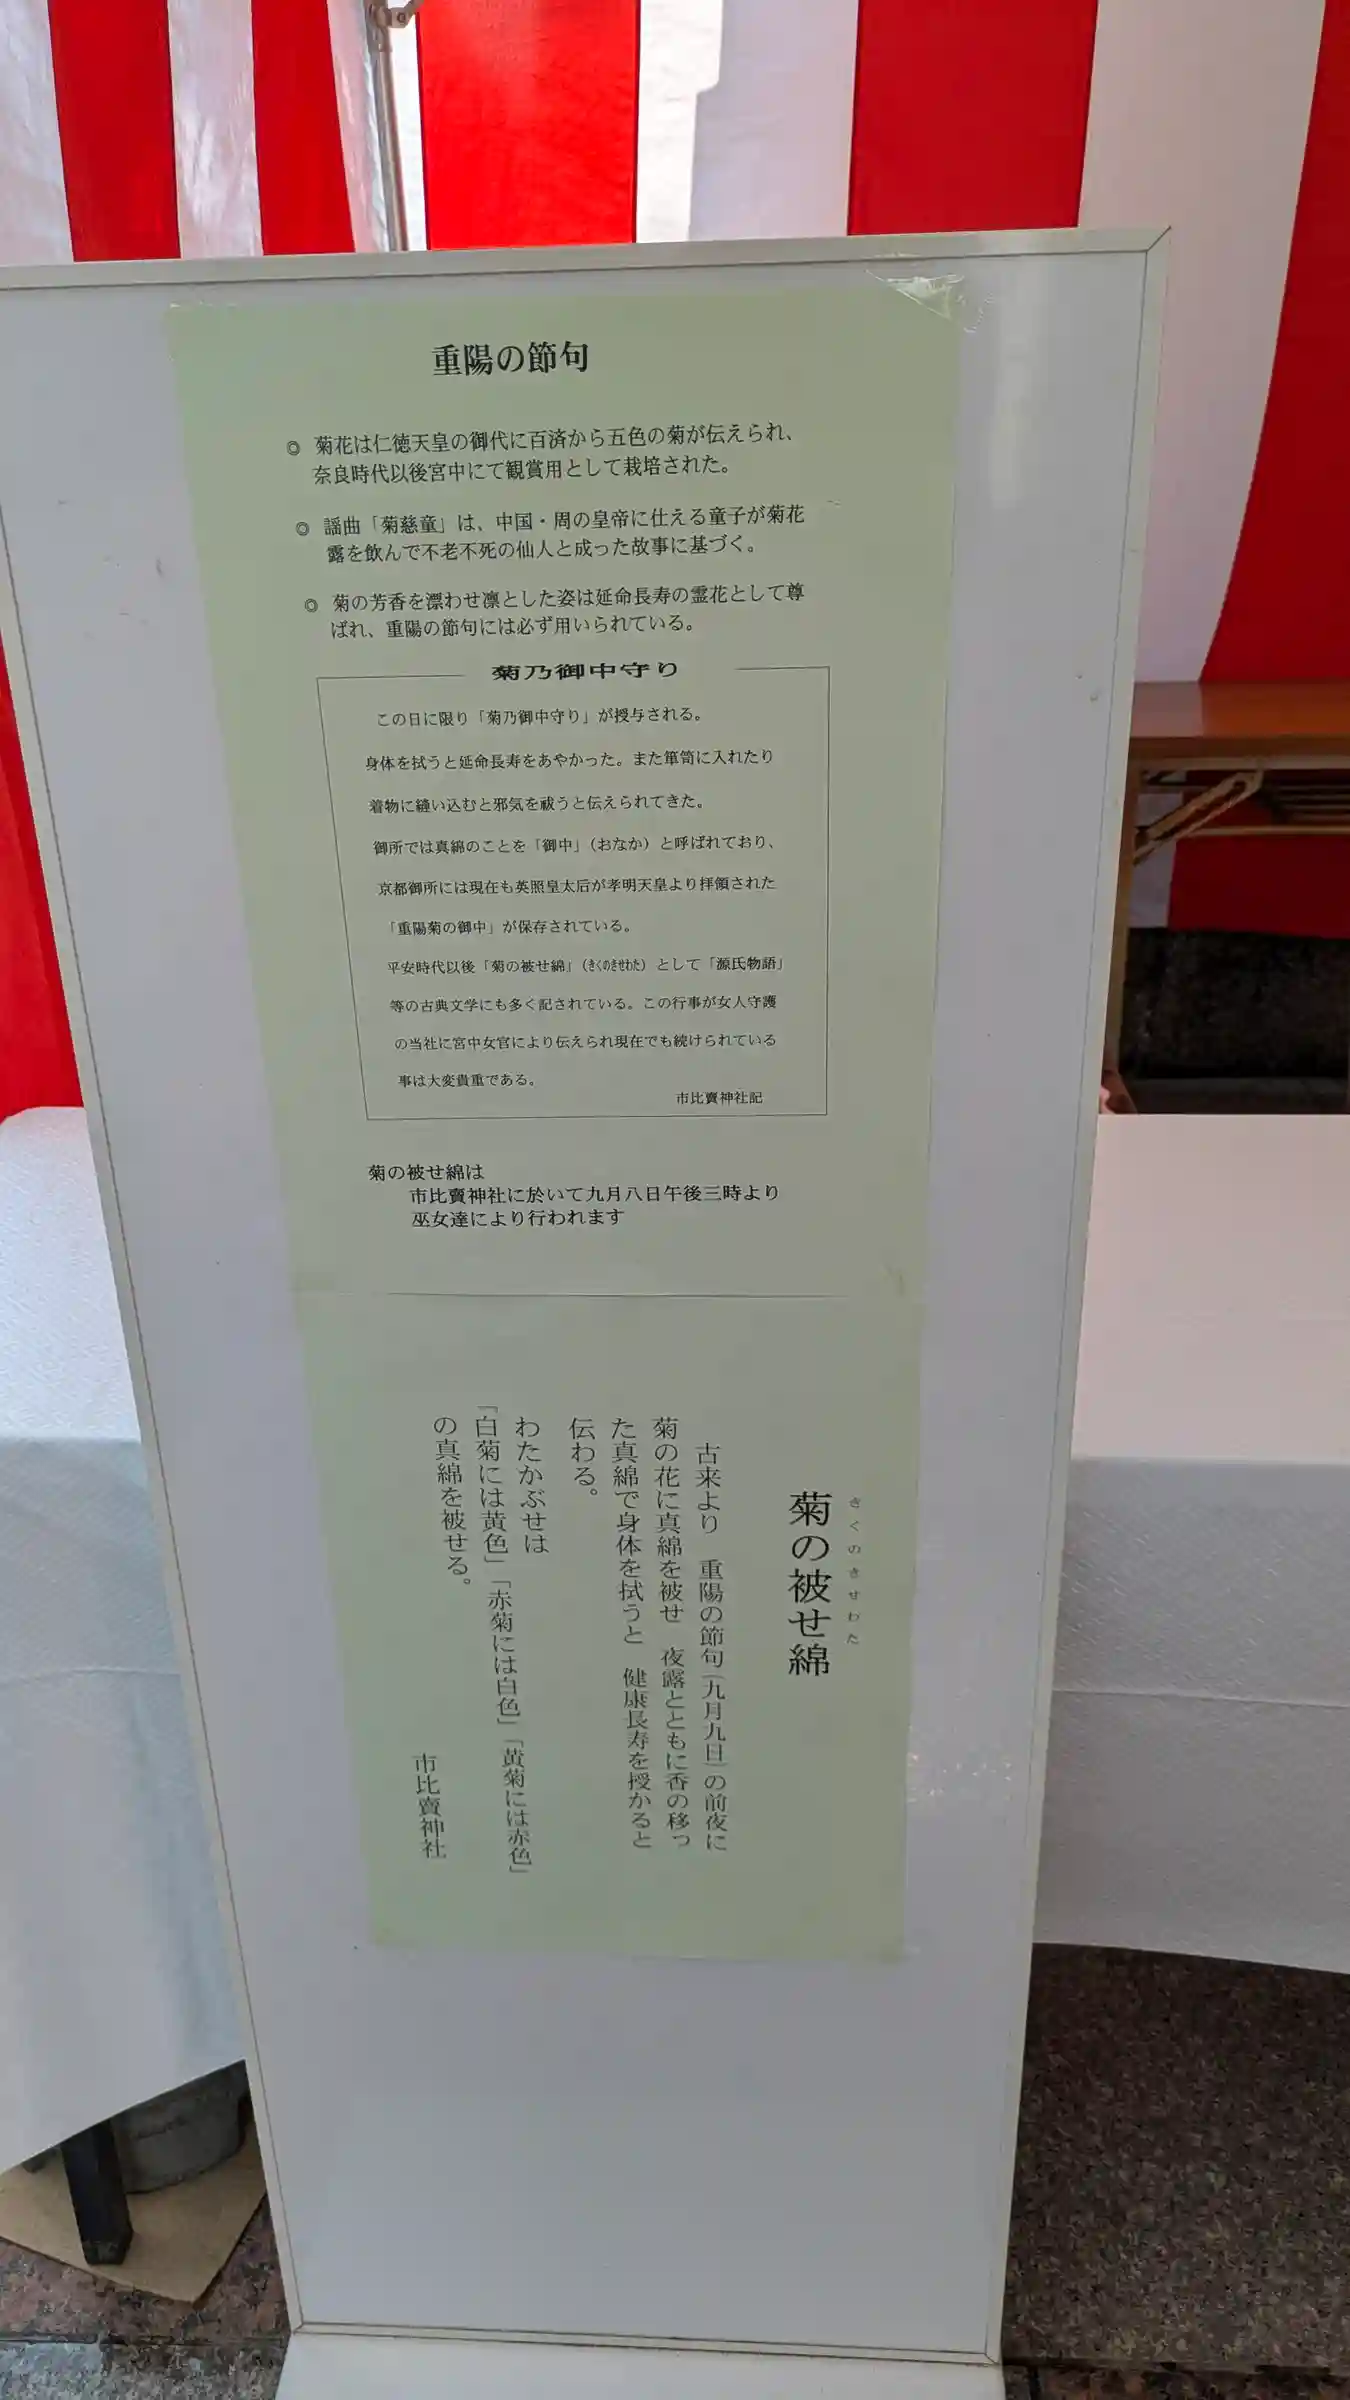 重陽の節句
◎ 菊花は仁徳天皇の御代に百済から五色の菊が伝えられ、
奈良時代以後宮中にて観賞用として栽培された。
◎ 謡曲「菊慈童」は、中国・周の皇帝に仕える童子が菊花
露を飲んで不老不死の仙人と成った故事に基づく。
◎ 菊の芳香を漂わせ凛とした姿は延命長寿の霊花として尊
ばれ、重陽の節句には必ず用いられている。
菊乃御中守り
この日に限り「菊乃御中守り」が授与される。
身体を拭うと延命長寿をあやかった。また箪笥に入れたり
着物に縫い込むと邪気を祓うと伝えられてきた。
御所では真綿のことを「御中」（おなか）と呼ばれており、
京都御所には現在も英照皇太后が孝明天皇より拝領された
「重陽菊の御中」が保存されている。
平安時代以後「菊の被せ綿」（きくのきせわた）として「源氏物語」
等の古典文学にも多く記されている。この行事が女人守護
の当社に宮中女官により伝えられ現在でも続けられている
事は大変貴重である。
市比賣神社記
菊の被せ綿は
市比賣神社に於いて九月八日午後三時より
巫女達により行われます
きくのきせわた
菊の被せ綿
古来より　重陽の節句（九月九日）の前夜に
菊の花に真綿を被せ　夜露とともに香の移っ
た真綿で身体を拭うと　健康長寿を授かると
伝わる。
わたかぶせは
「白菊には黄色」「赤菊には白色」「黄菊には赤色」
の真綿を被せる。
市比賣神社